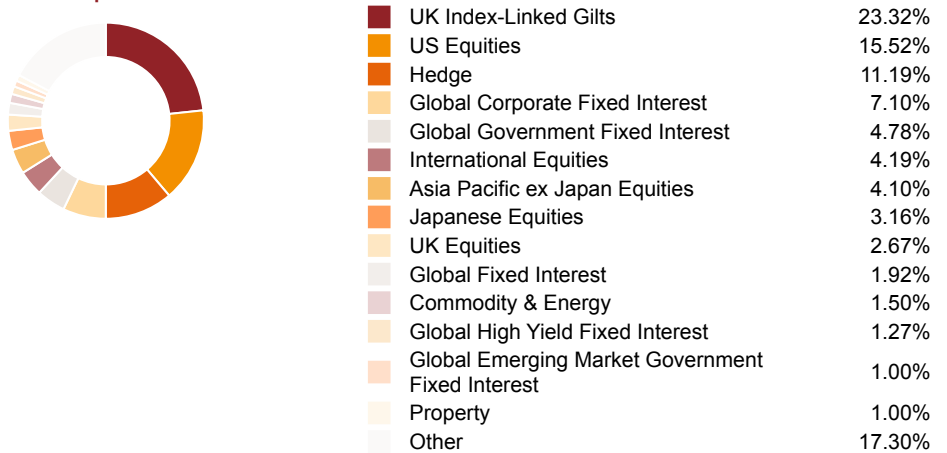 UK Index-Linked Gilts 23.32%
US Equities 15.52%
Hedge 11.19%
Global Corporate Fixed Interest 7.10%
Global Government Fixed Interest 4.78%
International Equities 4.19%
Asia Pacific ex Japan Equities 4.10%
Japanese Equities 3.16%
UK Equities 2.67%
Global Fixed Interest 1.92%
Commodity & Energy 1.50%
Global High Yield Fixed Interest 1.27%
Global Emerging Market Government
Fixed Interest 1.00%
Property 1.00%
Other 17.30%